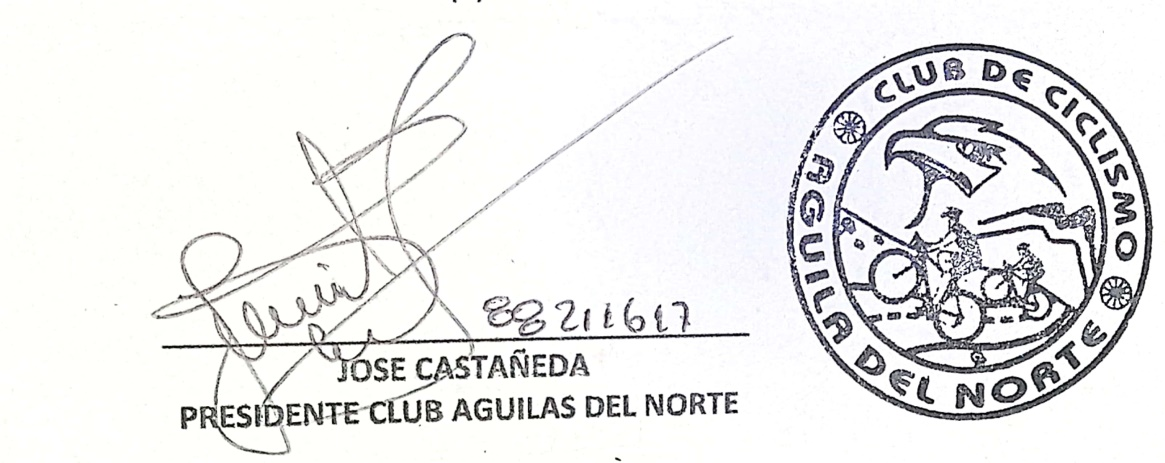 88211617
JOSE CASTAÑEDA
PRESIDENTE CLUB AGUILAS DEL NORTE
CLUB DE CICLISMO
AGUILA DEL NORTE